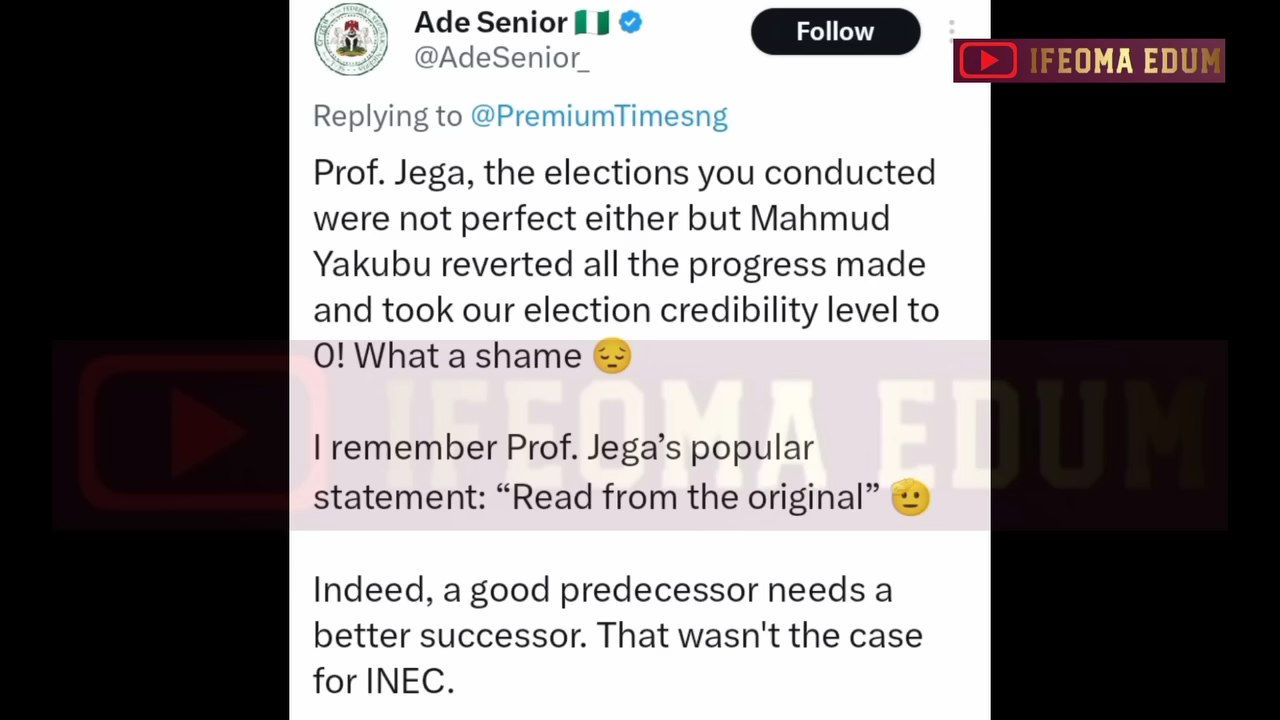 Ade Senior 🇳🇬
@AdeSenior_
Follow
IFEOMA EDUM
Replying to @PremiumTimesng
Prof. Jega, the elections you conducted
were not perfect either but Mahmud
Yakubu reverted all the progress made
and took our election credibility level to
0! What a shame 😔
I remember Prof. Jega’s popular
statement: “Read from the original” 🫡
IFEOMA EDUM
Indeed, a good predecessor needs a
better successor. That wasn't the case
for INEC.